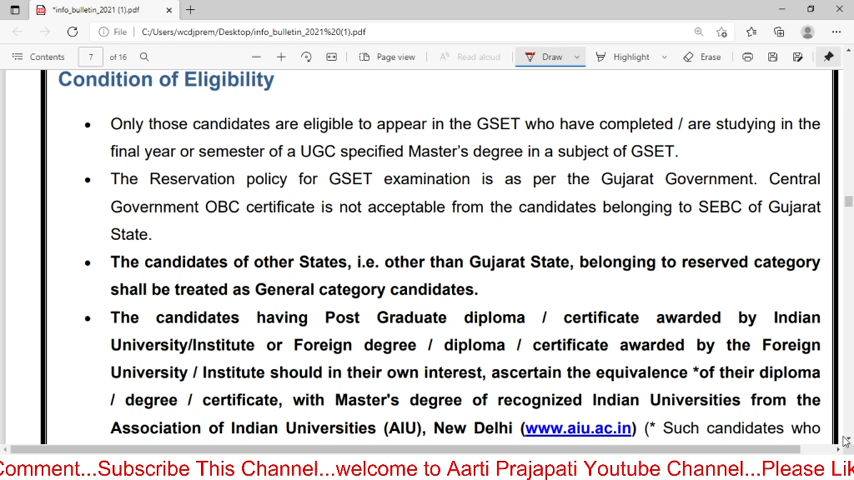 *info_bulletin_2021 (1).pdf
File
C:/Users/wcdjprem/Desktop/info_bulletin_2021%20(1).pdf
Contents 7 of 16 Page view Read aloud Draw Highlight Erase
Condition of Eligibility
• Only those candidates are eligible to appear in the GSET who have completed / are studying in the
final year or semester of a UGC specified Master's degree in a subject of GSET.
• The Reservation policy for GSET examination is as per the Gujarat Government. Central
Government OBC certificate is not acceptable from the candidates belonging to SEBC of Gujarat
State.
• The candidates of other States, i.e. other than Gujarat State, belonging to reserved category
shall be treated as General category candidates.
• The candidates having Post Graduate diploma / certificate awarded by Indian
University/Institute or Foreign degree / diploma / certificate awarded by the Foreign
University / Institute should in their own interest, ascertain the equivalence *of their diploma
/ degree / certificate, with Master's degree of recognized Indian Universities from the
Association of Indian Universities (AIU), New Delhi (www.aiu.ac.in) (* Such candidates who
Comment...Subscribe This Channel...welcome to Aarti Prajapati Youtube Channel...Please Lik